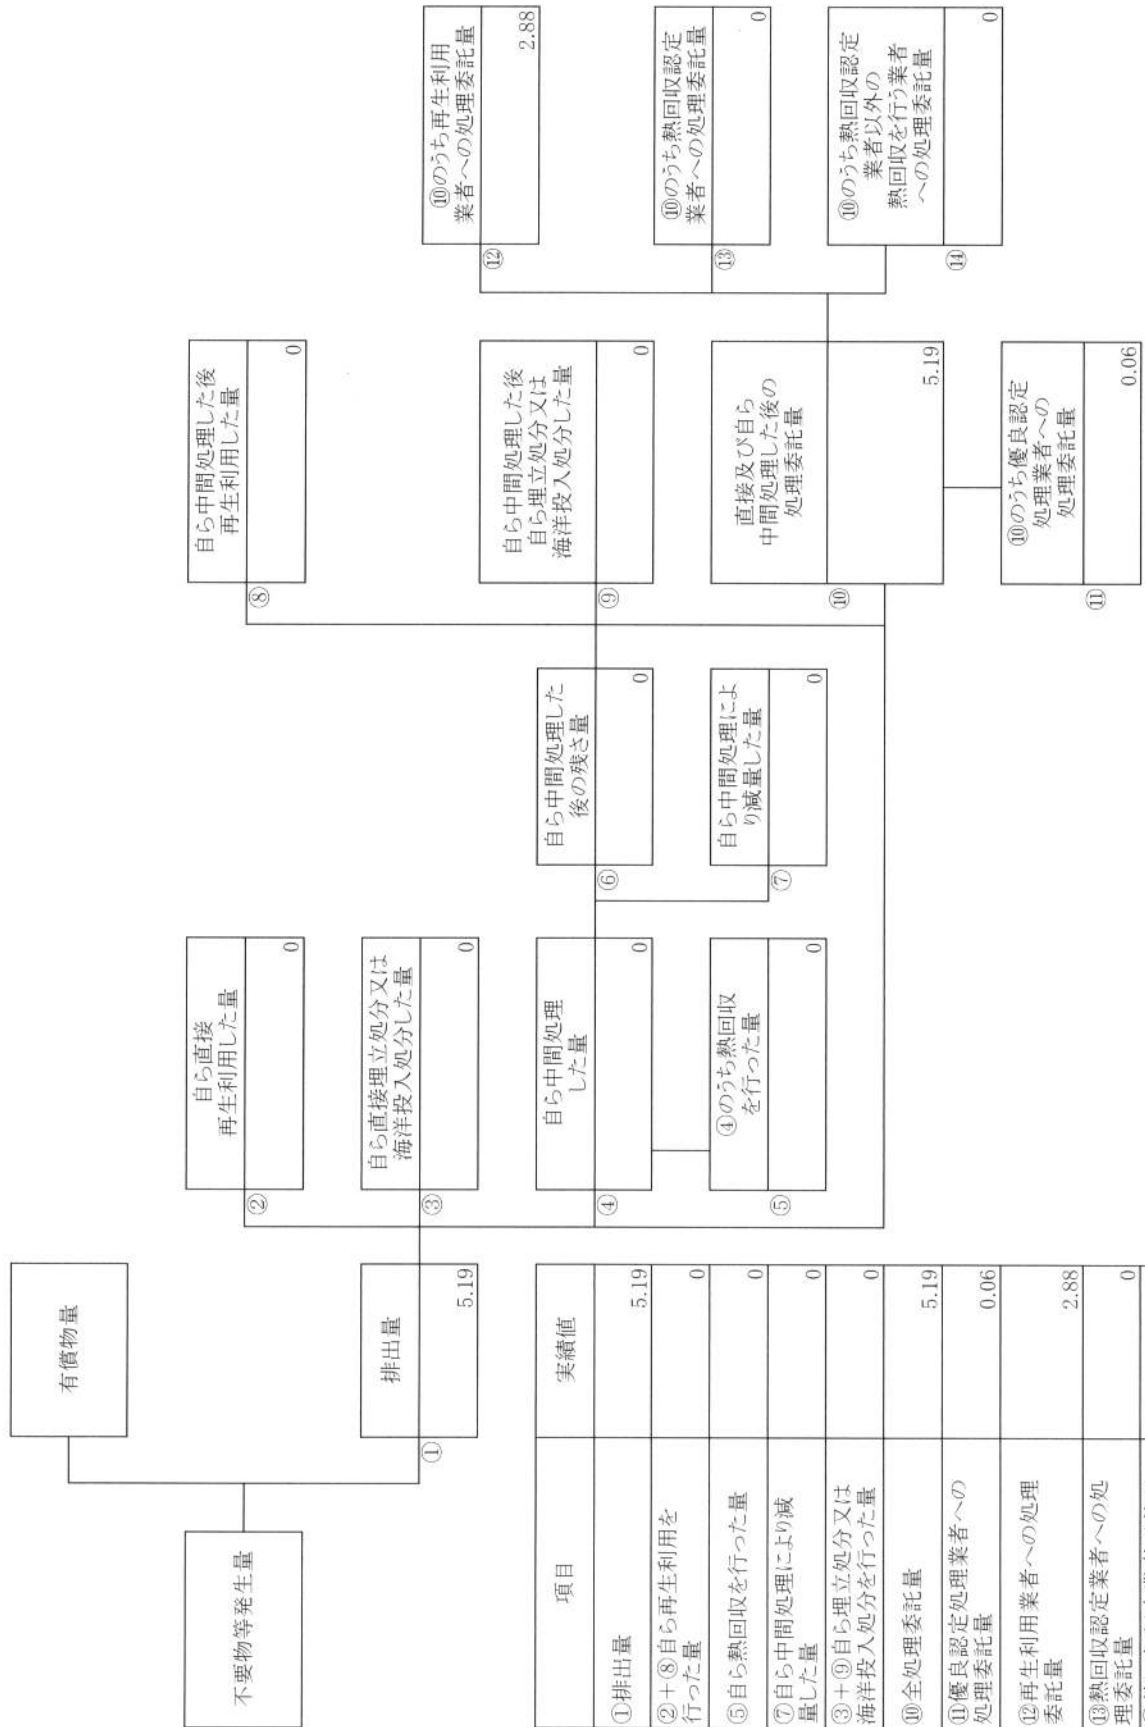 不要物等発生量
有償物量
①
排出量
5.19
②
自ら直接
再生利用した量
0
③
自ら直接埋立処分又は
海洋投入処分した量
0
④
自ら中間処理
した量
0
⑤
④のうち熱回収
を行った量
0
⑥
自ら中間処理した
後の残さ量
0
⑦
自ら中間処理によ
り減量した量
0
⑧
自ら中間処理した後
再生利用した量
0
⑨
自ら中間処理した後
自ら埋立処分又は
海洋投入処分した量
0
⑩
直接及び自ら
中間処理した後の
処理委託量
5.19
⑪
⑩のうち優良認定
処理業者への
処理委託量
0.06
⑫
⑩のうち再生利用
業者への処理委託量
2.88
⑬
⑩のうち熱回収認定
業者への処理委託量
0
⑭
⑩のうち熱回収認定
業者以外の
熱回収を行う業者
への処理委託量
0
項目
実績値
①排出量
5.19
②+⑧自ら再生利用を
行った量
0
⑤自ら熱回収を行った量
0
⑦自ら中間処理により減
量した量
0
③+⑨自ら埋立処分又は
海洋投入処分を行った量
0
⑩全処理委託量
5.19
⑪優良認定処理業者への
処理委託量
0.06
⑫再生利用業者への処理
委託量
2.88
⑬熱回収認定業者への処
理委託量
0